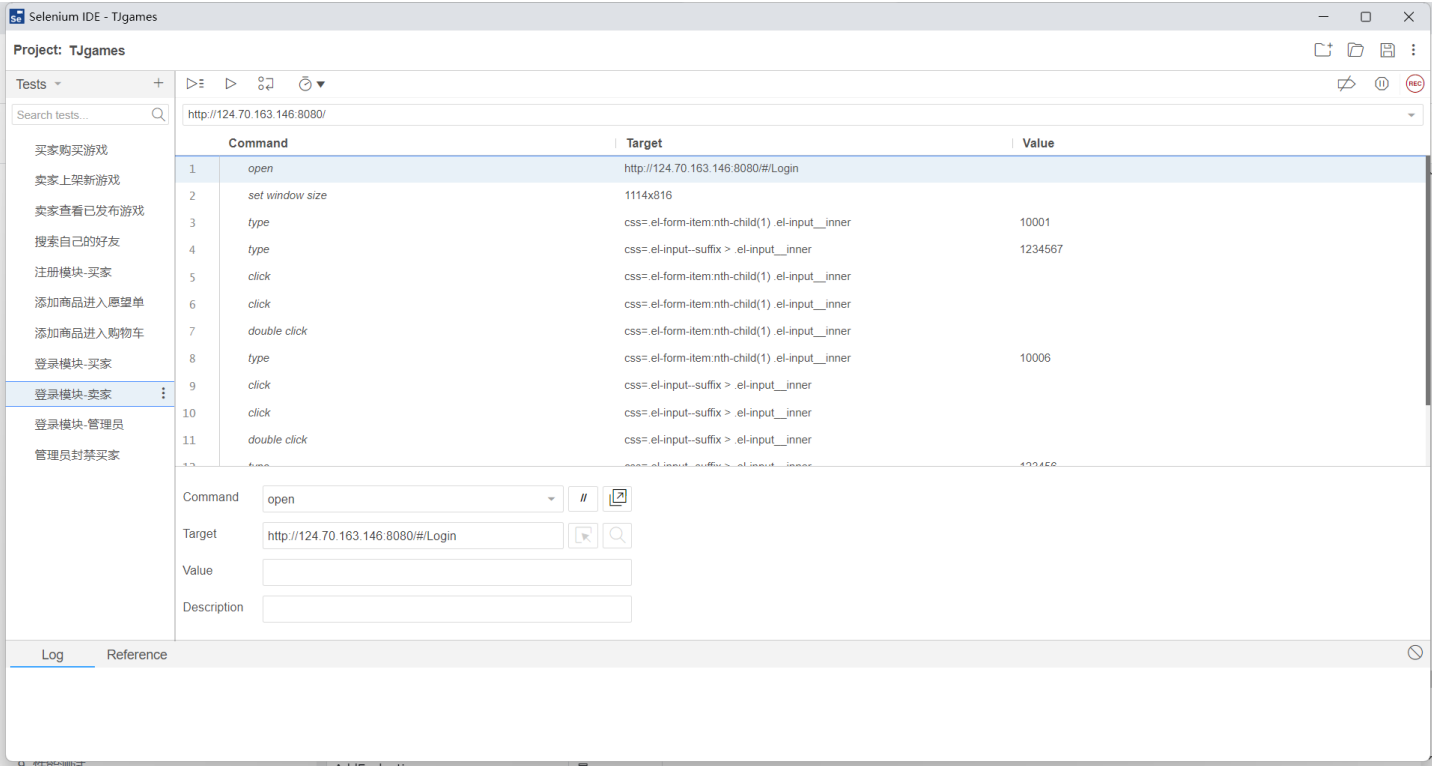 Selenium IDE - TJgames
Project: TJgames
Tests
Search tests...
买家购买游戏
卖家上架新游戏
卖家查看已发布游戏
搜索自己的好友
注册模块-买家
添加商品进入愿望单
添加商品进入购物车
登录模块-买家
登录模块-卖家
登录模块-管理员
管理员封禁买家
REC
http://124.70.163.146:8080/
Command Target Value
1 open http://124.70.163.146:8080/#/Login
2 set window size 1114x816
3 type css=.el-form-item:nth-child(1) .el-input__inner 10001
4 type css=.el-input--suffix > .el-input__inner 1234567
5 click css=.el-form-item:nth-child(1) .el-input__inner
6 click css=.el-form-item:nth-child(1) .el-input__inner
7 double click css=.el-form-item:nth-child(1) .el-input__inner
8 type css=.el-form-item:nth-child(1) .el-input__inner 10006
9 click css=.el-input--suffix > .el-input__inner
10 click css=.el-input--suffix > .el-input__inner
11 double click css=.el-input--suffix > .el-input__inner
12 type css=.el-input--suffix > .el-input__inner 123456
Command open //
Target http://124.70.163.146:8080/#/Login
Value
Description
Log Reference